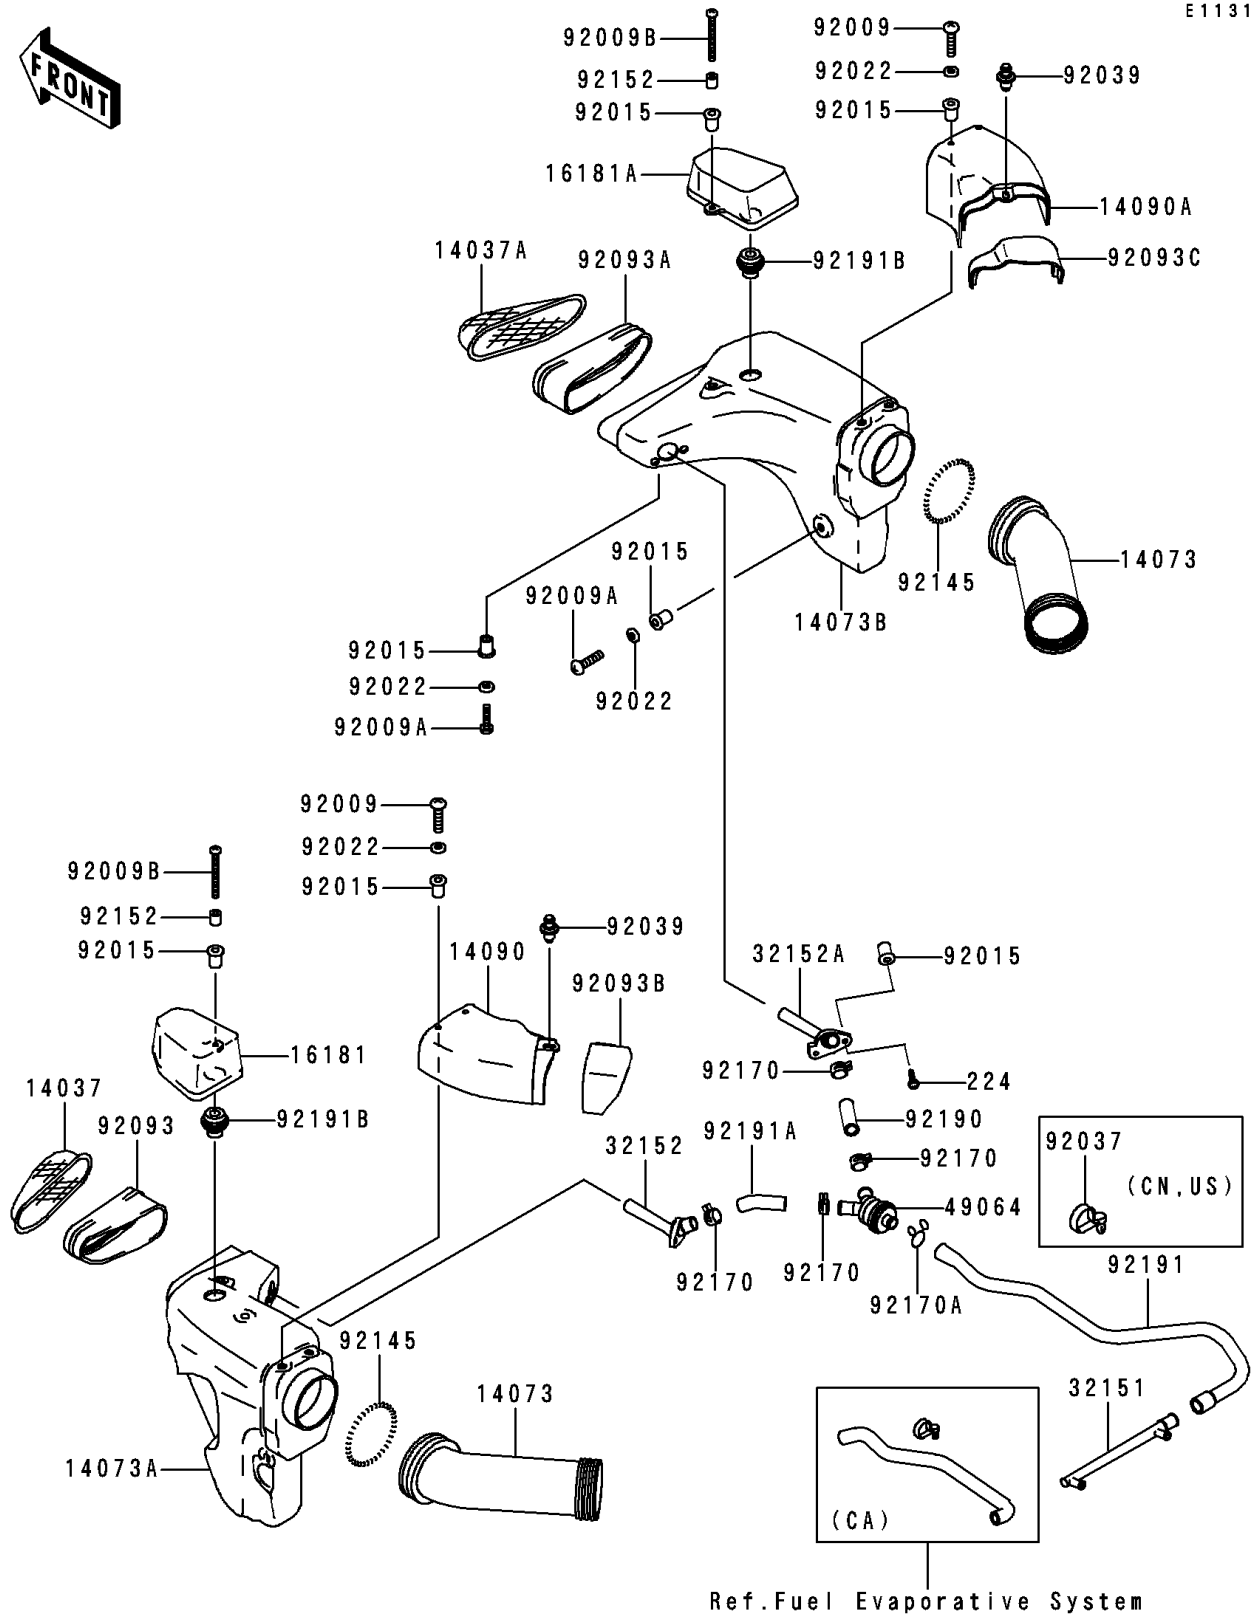 E1131
FRONT
92009B
92009
92152
92022
92039
92015
92015
16181A
14090A
14037A
92093A
92191B
92093C
92015
14073
92145
92009A
14073B
92015
92022
92022
92009A
92009
92022
92009B
92015
92152
92015
92039
14090
32152A
92015
92093B
16181
92170
224
14037
92093
92191B
92191A
92190
32152
92037
92170
(CN,US)
49064
92170
92170
92191
92170A
92145
14073
32151
14073A
(CA)
Ref.Fuel Evaporative System